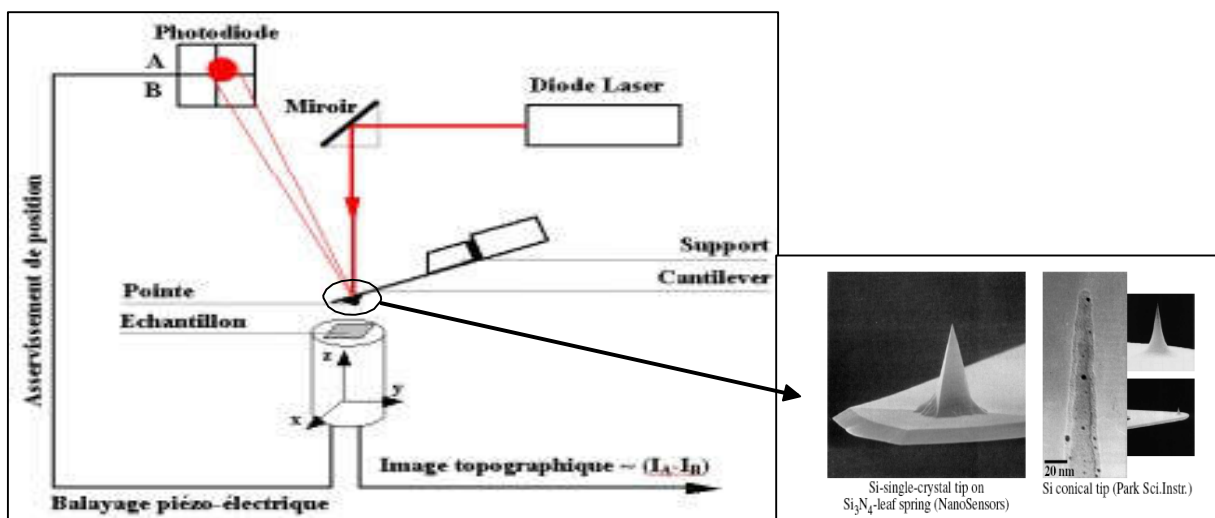 Photodiode
A
B
Diode Laser
Miroir
Asservissement de position
Support
Cantilever
Pointe
Echantillon
z
y
x
Image topographique ~ (IA-IB)
Balayage piézo-électrique
20 nm
Si-single-crystal tip on
Si3N4-leaf spring (NanoSensors)
Si conical tip (Park Sci.Instr.)